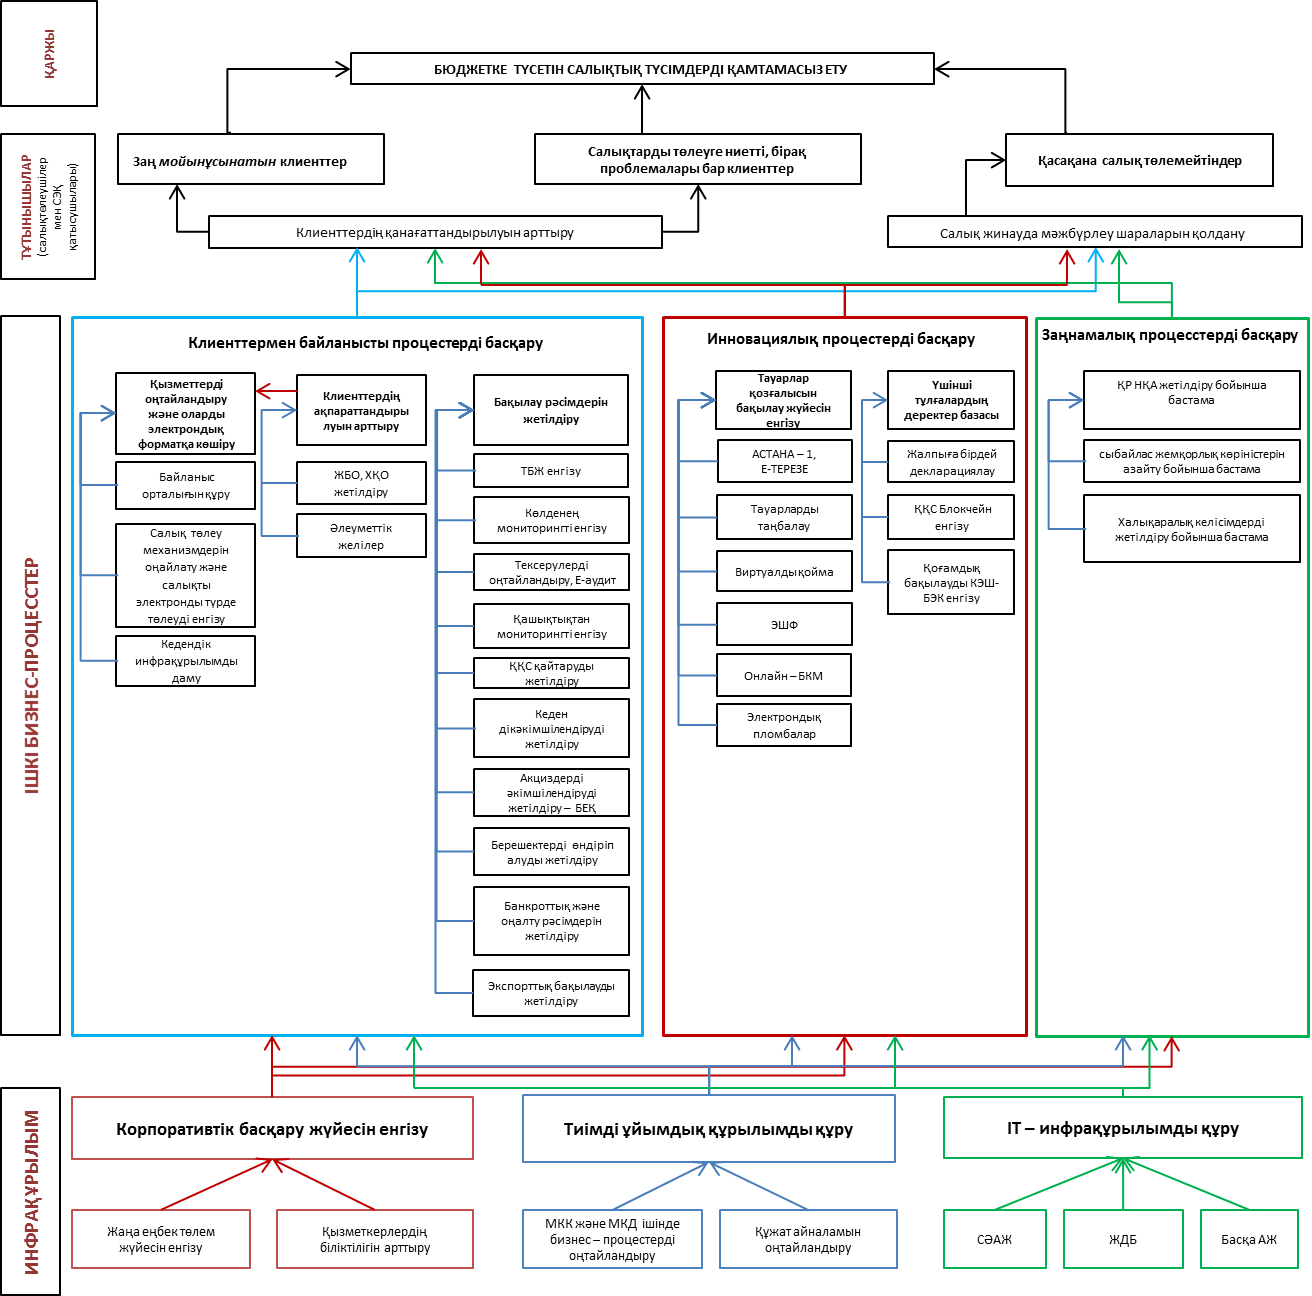 ҚАРЖЫ
БЮДЖЕТКЕ ТҮСЕТІН САЛЫҚТЫҚ ТҮСІМДЕРДІ ҚАМТАМАСЫЗ ЕТУ
ТҰТЫНЫШЫЛАР
(салықтөлеушілер
мен СЭҚ
қатысушылары)
Заң мойынұсынатын клиенттер
Салықтарды төлеуге ниетті, бірақ
проблемалары бар клиенттер
Қасақана салық төлемейтіндер
Клиенттердің қанағаттандырылуын арттыру
Салық жинауда мәжбүрлеу шараларын қолдану
ІШКІ БИЗНЕС-ПРОЦЕССТЕР
Клиенттермен байланысты процестерді басқару
Қызметтерді
оңтайландыру
және оларды
электрондық
форматқа көшіру
Байланыс
орталығын құру
Салық төлеу
механизмдерін
оңайлату және
салықты
электронды түрде
төлеуді енгізу
Кедендік
инфрақұрылымды
даму
Клиенттердің
ақпараттандыры
луын арттыру
ЖБО, ХҚО
жетілдіру
Әлеуметтік
желілер
Бақылау рәсімдерін
жетілдіру
ТБЖ енгізу
Көлденең
мониторингті енгізу
Тексерулерді
оңтайландыру, Е-аудит
Қашықтықтан
мониторингті енгізу
ҚҚС қайтаруды
жетілдіру
Кеден
дікәкімшілендіруді
жетілдіру
Акциздерді
әкімшілендіруді
жетілдіру – БЕҚ
Берешектерді өндіріп
алуды жетілдіру
Банкроттық және
оңалту рәсімдерін
жетілдіру
Экспорттық бақылауды
жетілдіру
Инновациялық процестерді басқару
Тауарлар
қозғалысын
бақылау жүйесін
енгізу
АСТАНА – 1,
Е-ТЕРЕЗЕ
Тауарларды
таңбалау
Виртуалды қойма
ЭШФ
Онлайн – БКМ
Электрондық
пломбалар
Үшінші
тұлғалардың
деректер базасы
Жалпыға бірдей
декларациялау
ҚҚС Блокчейн
енгізу
Қоғамдық
бақылауды КЭШ-
БЭК енгізу
Заңнамалық процесстерді басқару
ҚР НҚА жетілдіру бойынша
бастама
сыбайлас жемқорлық көріністерін
азайту бойынша бастама
Халықаралық келісімдерді
жетілдіру бойынша бастама
ИНФРАҚҰРЫЛЫМ
Корпоративтік басқару жүйесін енгізу
Жаңа еңбек төлем
жүйесін енгізу
Қызметкерлердің
біліктілігін арттыру
Тиімді ұйымдық құрылымды құру
МКК және МКД ішінде
бизнес – процестерді
оңтайландыру
Құжат айналамын
оңтайландыру
ІТ – инфрақұрылымды құру
СӘАЖ
ЖДБ
Басқа АЖ